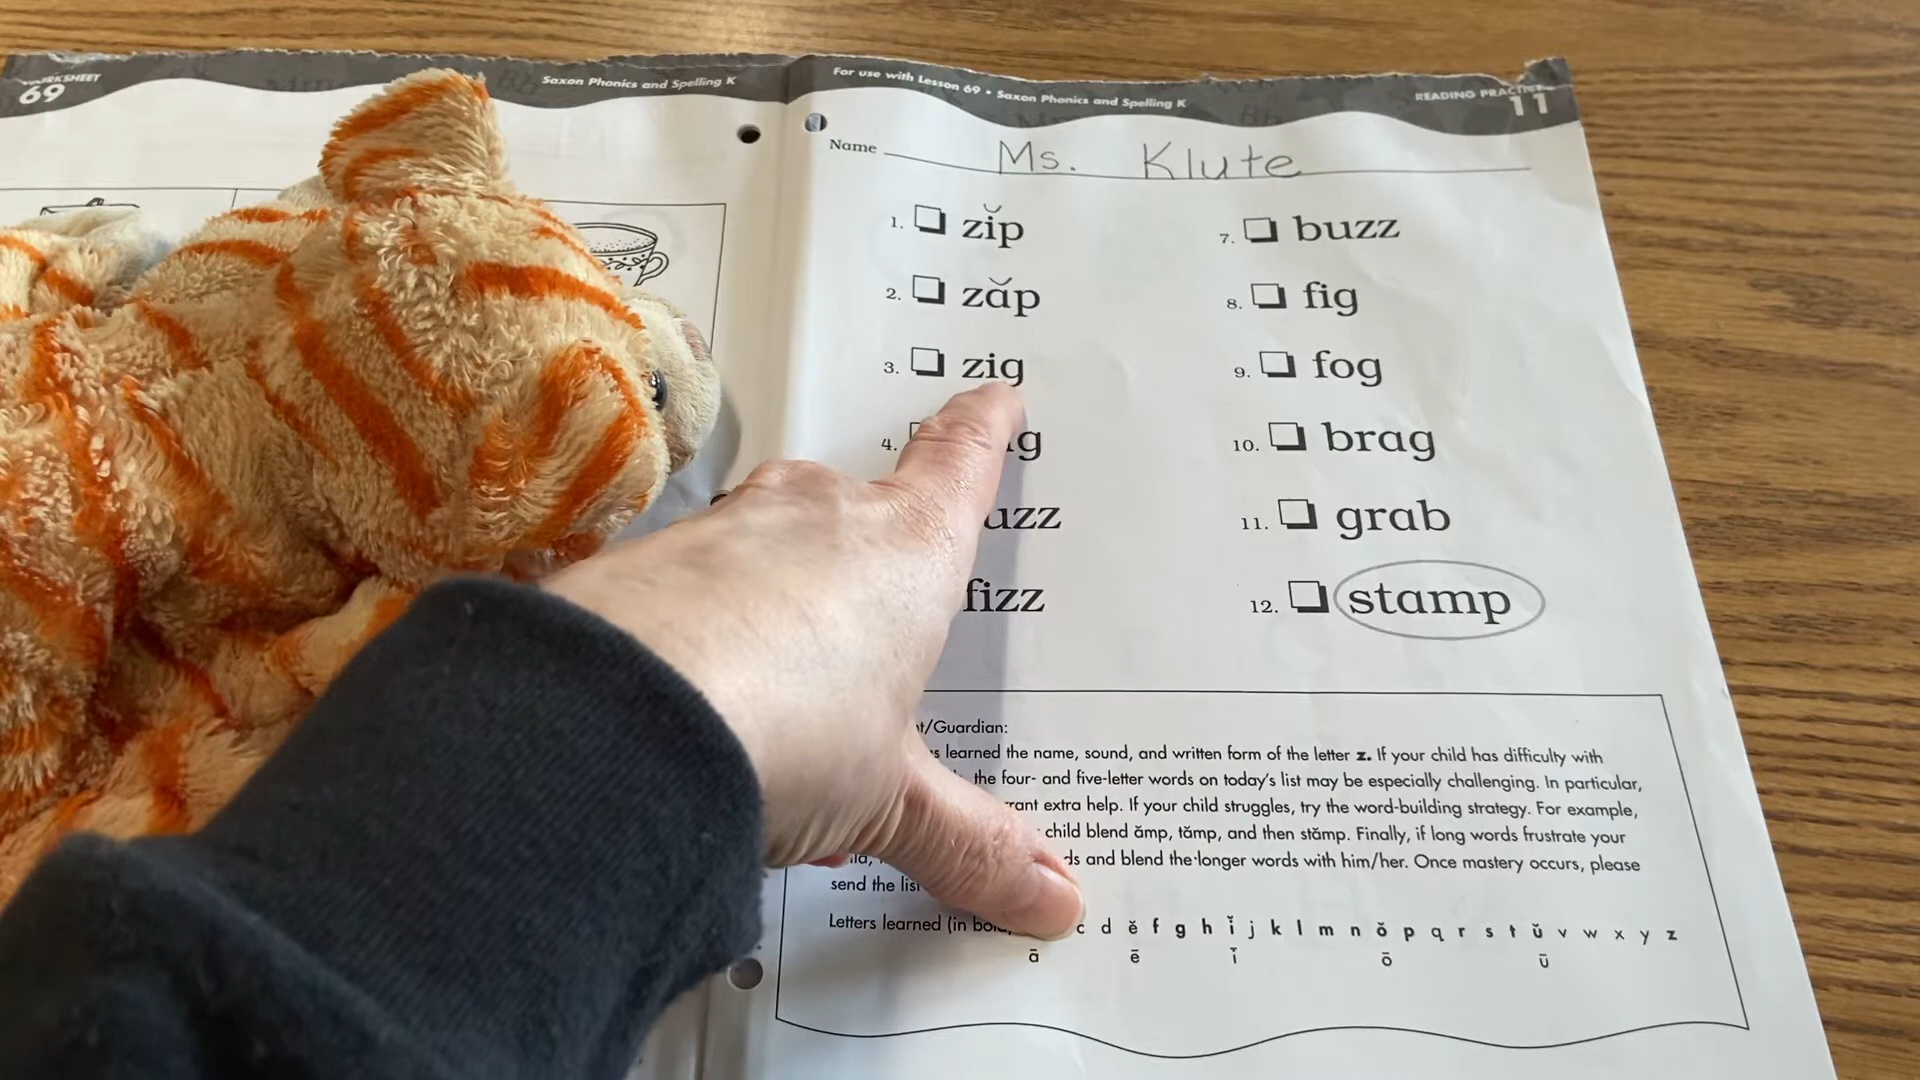 WORKSHEET
69
Saxon Phonics and Spelling K
For use with Lesson 69 • Saxon Phonics and Spelling K
READING PRACTICE
11
Name Ms. Klute
1. zĭp
2. zăp
3. zig
4.
fizz
7. buzz
8. fig
9. fog
10. brag
11. grab
12. stamp
/Guardian:
learned the name, sound, and written form of the letter z. If your child has difficulty with
the four- and five-letter words on today's list may be especially challenging. In particular,
extra help. If your child struggles, try the word-building strategy. For example,
child blend ămp, tămp, and then stămp. Finally, if long words frustrate your
and blend the longer words with him/her. Once mastery occurs, please
send the list
Letters learned (in bold,
c d ĕ f g h ĭ j k l m n ŏ p q r s t ŭ v w x y z
ā ē ī ō ū